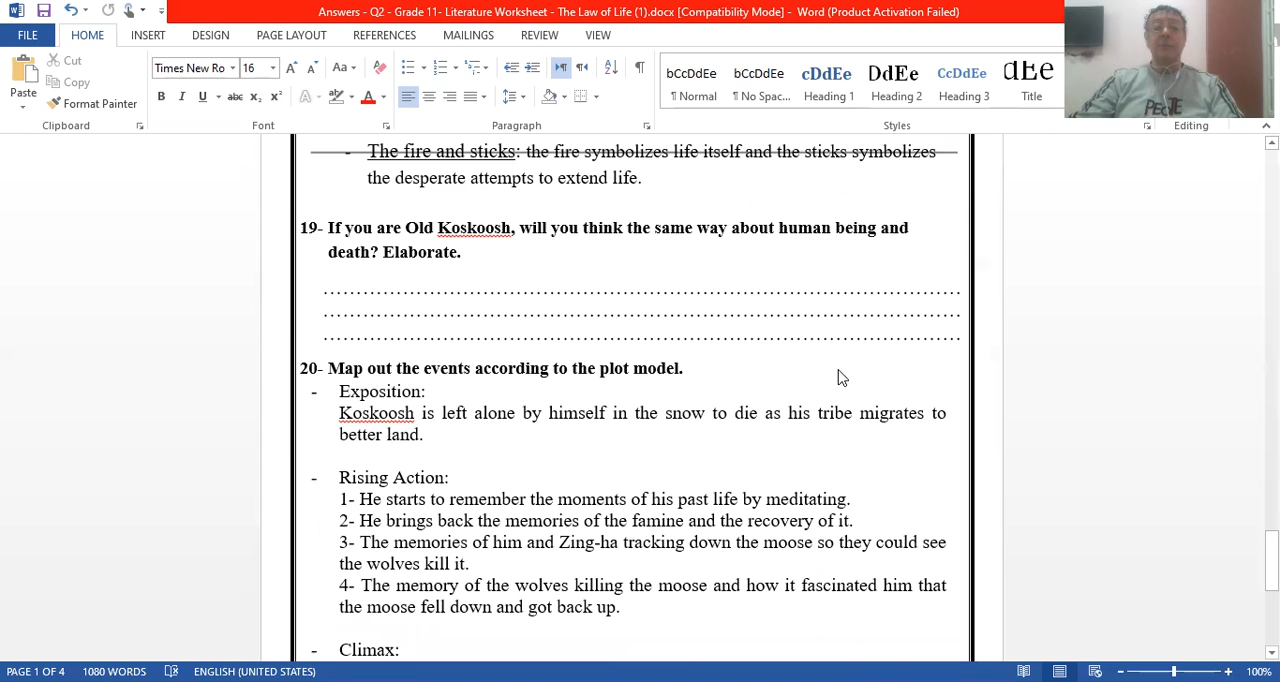 Answers - Q2 - Grade 11- Literature Worksheet - The Law of Life (1).docx [Compatibility Mode] - Word (Product Activation Failed)
FILE HOME INSERT DESIGN PAGE LAYOUT REFERENCES MAILINGS REVIEW VIEW
Cut
Copy
Format Painter
Paste
Times New Ro 16
bCcDdEe bCcDdEe cDdEe DdEe CcDdEe dEe
¶ Normal ¶ No Spac... Heading 1 Heading 2 Heading 3 Title
Clipboard Font Paragraph Styles Editing
- The fire and sticks: the fire symbolizes life itself and the sticks symbolizes
the desperate attempts to extend life.
19- If you are Old Koskoosh, will you think the same way about human being and
death? Elaborate.
20- Map out the events according to the plot model.
- Exposition:
Koskoosh is left alone by himself in the snow to die as his tribe migrates to
better land.
- Rising Action:
1- He starts to remember the moments of his past life by meditating.
2- He brings back the memories of the famine and the recovery of it.
3- The memories of him and Zing-ha tracking down the moose so they could see
the wolves kill it.
4- The memory of the wolves killing the moose and how it fascinated him that
the moose fell down and got back up.
- Climax:
PAGE 1 OF 4 1080 WORDS ENGLISH (UNITED STATES) 100%